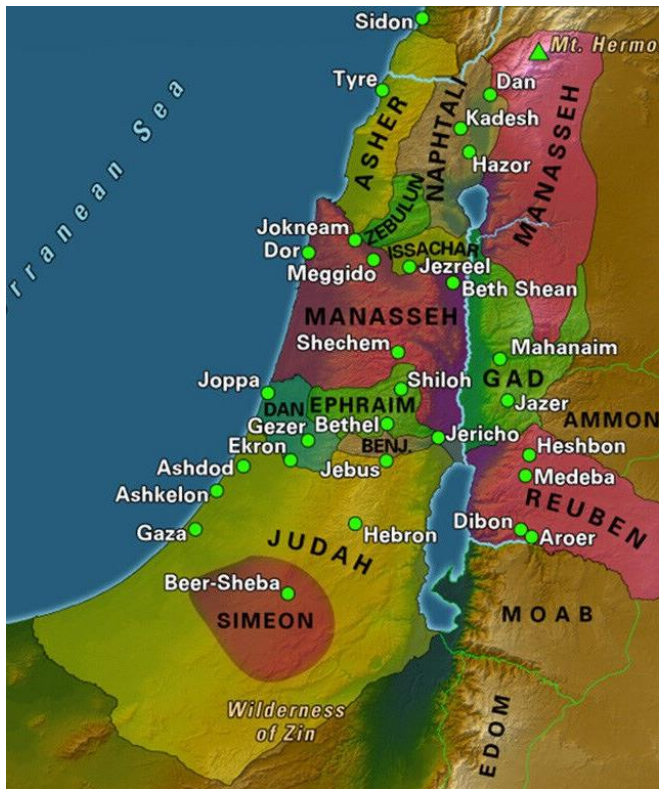 Sidon
Mt. Hermo
Tyre
Dan
ASHER
NAPHTALI
Kadesh
MANASSEH
Hazor
rranean Sea
ZEBULUN
Jokneam
Dor
ISSACHAR
Meggido
Jezreel
Beth Shean
MANASSEH
Shechem
Mahanaim
GAD
Joppa
Shiloh
DAN
EPHRAIM
Jazer
AMMON
Gezer
Bethel
Ekron
BENJ.
Jericho
Heshbon
Ashdod
Jebus
Medeba
Ashkelon
REUBEN
Gaza
Hebron
Dibon
Aroer
JUDAH
Beer-Sheba
SIMEON
MOAB
Wilderness
of Zin
EDOM